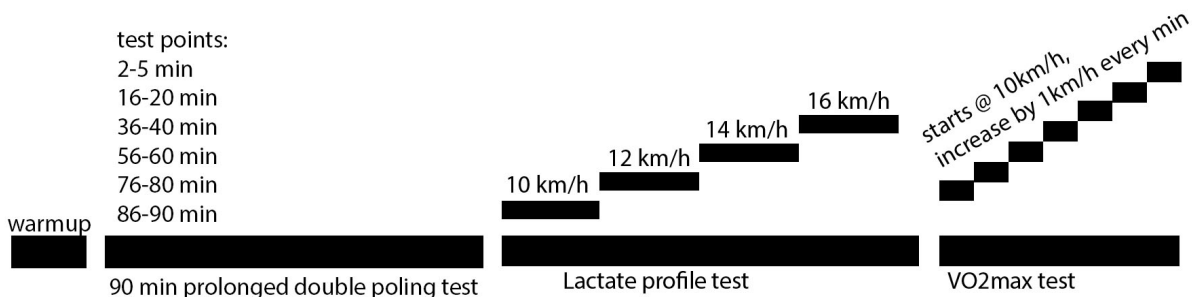 test points:
2-5 min
16-20 min
36-40 min
56-60 min
76-80 min
86-90 min
warmup
90 min prolonged double poling test
10 km/h
12 km/h
14 km/h
16 km/h
Lactate profile test
starts @ 10km/h,
increase by 1km/h every min
VO2max test